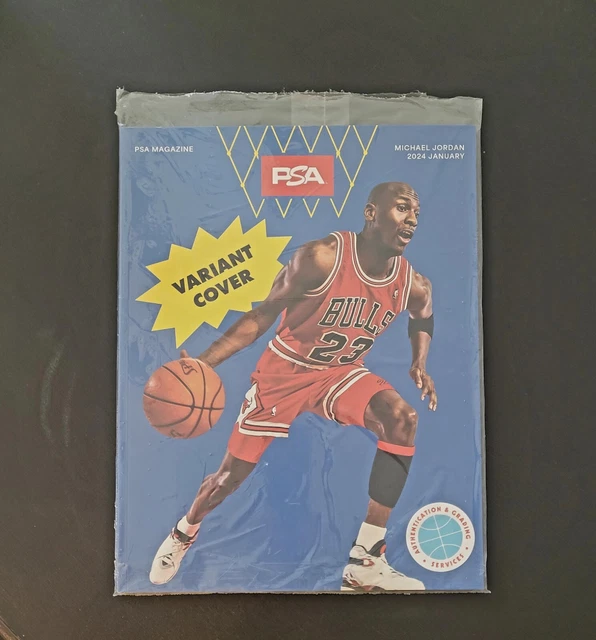 PSA MAGAZINE
MICHAEL JORDAN
2024 JANUARY
PSA
VARIANT
COVER
BULLS
23
AUTHENTICATION & GRADING
• SERVICES •